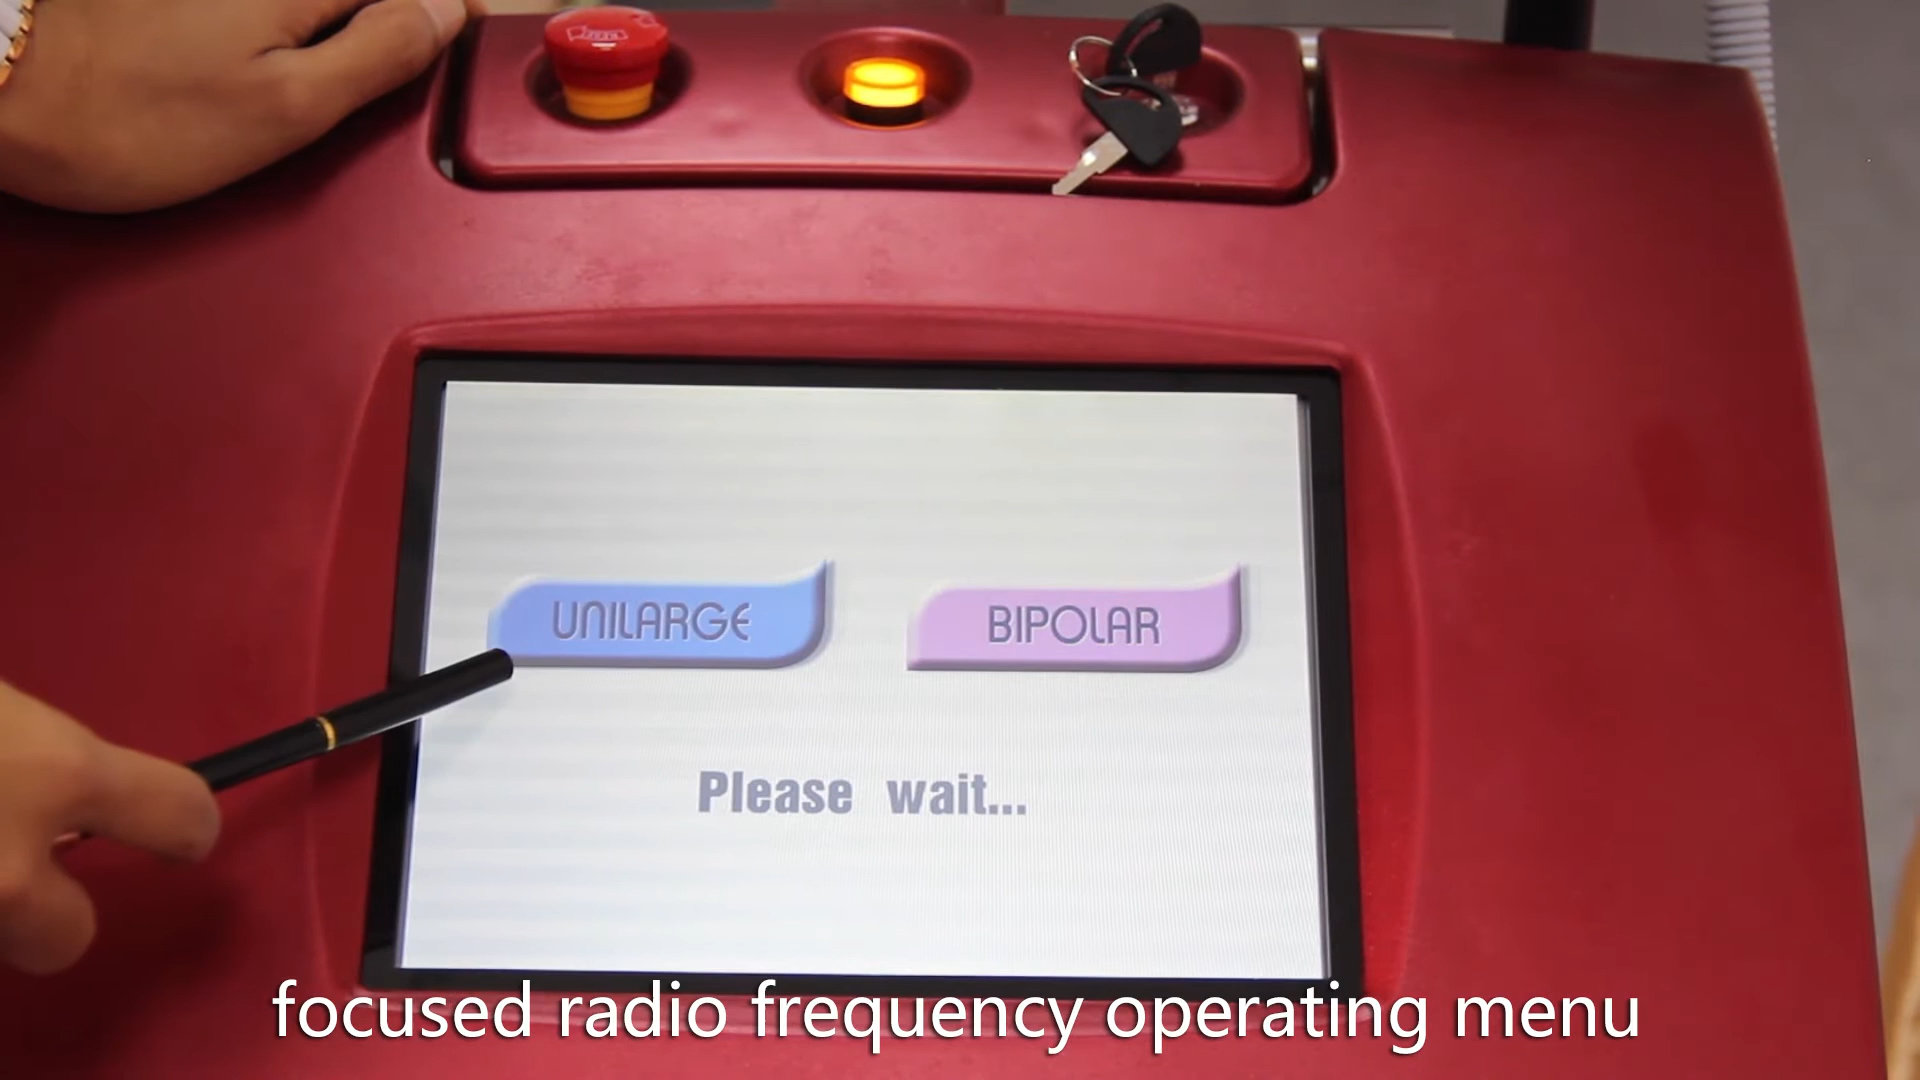 UNILARGE
BIPOLAR
Please wait...
focused radio frequency operating menu